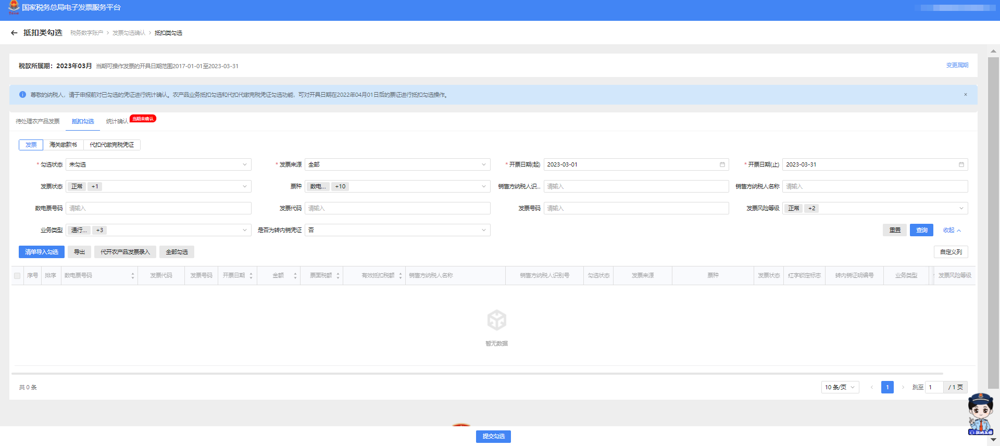 国家税务总局电子发票服务平台
抵扣类勾选 税务数字账户 > 发票勾选确认 > 抵扣类勾选
税款所属期：2023年03月 当期可操作发票的开具日期范围2017-01-01至2023-03-31 变更属期
尊敬的纳税人，请于申报前对已勾选的凭证进行统计确认。农产品业务抵扣勾选和代扣代缴完税凭证勾选功能，可对开具日期在2022年04月01日后的票证进行抵扣勾选操作。 ×
待处理农产品发票 抵扣勾选 统计确认 当期未确认
发票 海关缴款书 代扣代缴完税凭证
* 勾选状态 未勾选 * 发票来源 全部 * 开票日期(起) 2023-03-01 * 开票日期(止) 2023-03-31
发票状态 正常 +1 票种 数电... +10 销售方纳税人识... 请输入 销售方纳税人名称 请输入
数电票号码 请输入 发票代码 请输入 发票号码 请输入 发票风险等级 正常 +2
业务类型 通行... +3 是否为转内销凭证 否 重置 查询 收起
清单导入勾选 导出 代开农产品发票录入 全部勾选 自定义列
序号 排序 数电票号码 发票代码 发票号码 开票日期 金额 票面税额 有效抵扣税额 销售方纳税人名称 销售方纳税人识别号 勾选状态 发票来源 票种 发票状态 红字锁定标志 转内销证明编号 业务类型 发票风险等级
暂无数据
共 0 条 10 条/页 < 1 > 跳至 1 / 1 页
征纳互动
提交勾选